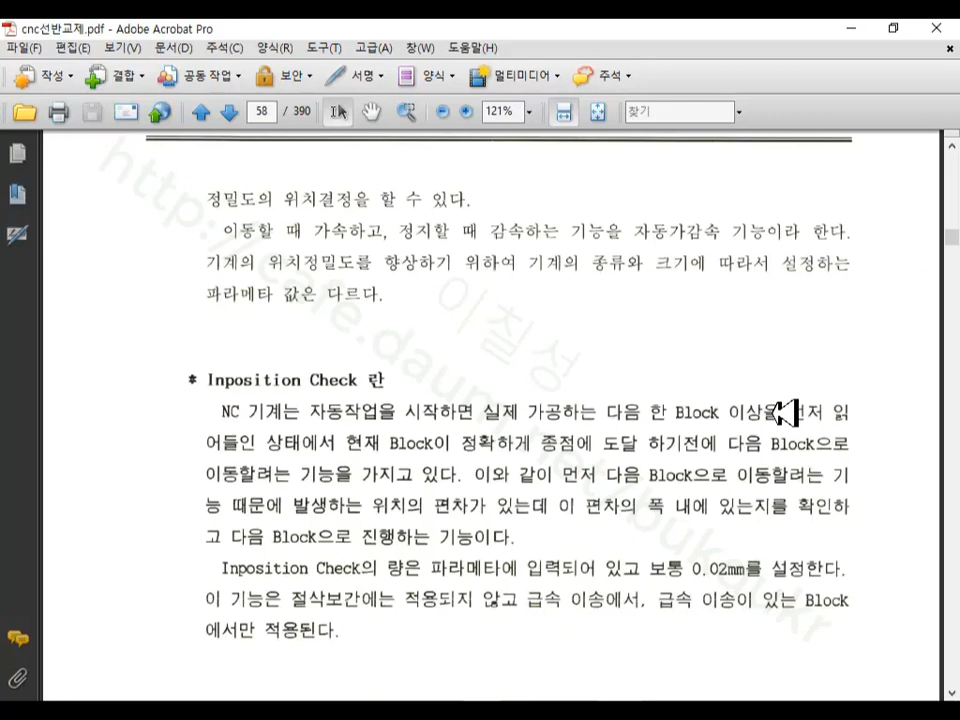 cnc선반교제.pdf - Adobe Acrobat Pro
파일(F) 편집(E) 보기(V) 문서(D) 주석(C) 양식(R) 도구(T) 고급(A) 창(W) 도움말(H)
작성 결합 공동 작업 보안 서명 양식 멀티미디어 주석
58 / 390 121% 찾기
정밀도의 위치결정을 할 수 있다.
이동할 때 가속하고, 정지할 때 감속하는 기능을 자동가감속 기능이라 한다.
기계의 위치정밀도를 향상하기 위하여 기계의 종류와 크기에 따라서 설정하는
파라메타 값은 다르다.
* Inposition Check 란
NC 기계는 자동작업을 시작하면 실제 가공하는 다음 한 Block 이상을 먼저 읽
어들인 상태에서 현재 Block이 정확하게 종점에 도달 하기전에 다음 Block으로
이동할려는 기능을 가지고 있다. 이와 같이 먼저 다음 Block으로 이동할려는 기
능 때문에 발생하는 위치의 편차가 있는데 이 편차의 폭 내에 있는지를 확인하
고 다음 Block으로 진행하는 기능이다.
Inposition Check의 량은 파라메타에 입력되어 있고 보통 0.02mm를 설정한다.
이 기능은 절삭보간에는 적용되지 않고 급속 이송에서, 급속 이송이 있는 Block
에서만 적용된다.
이칠성